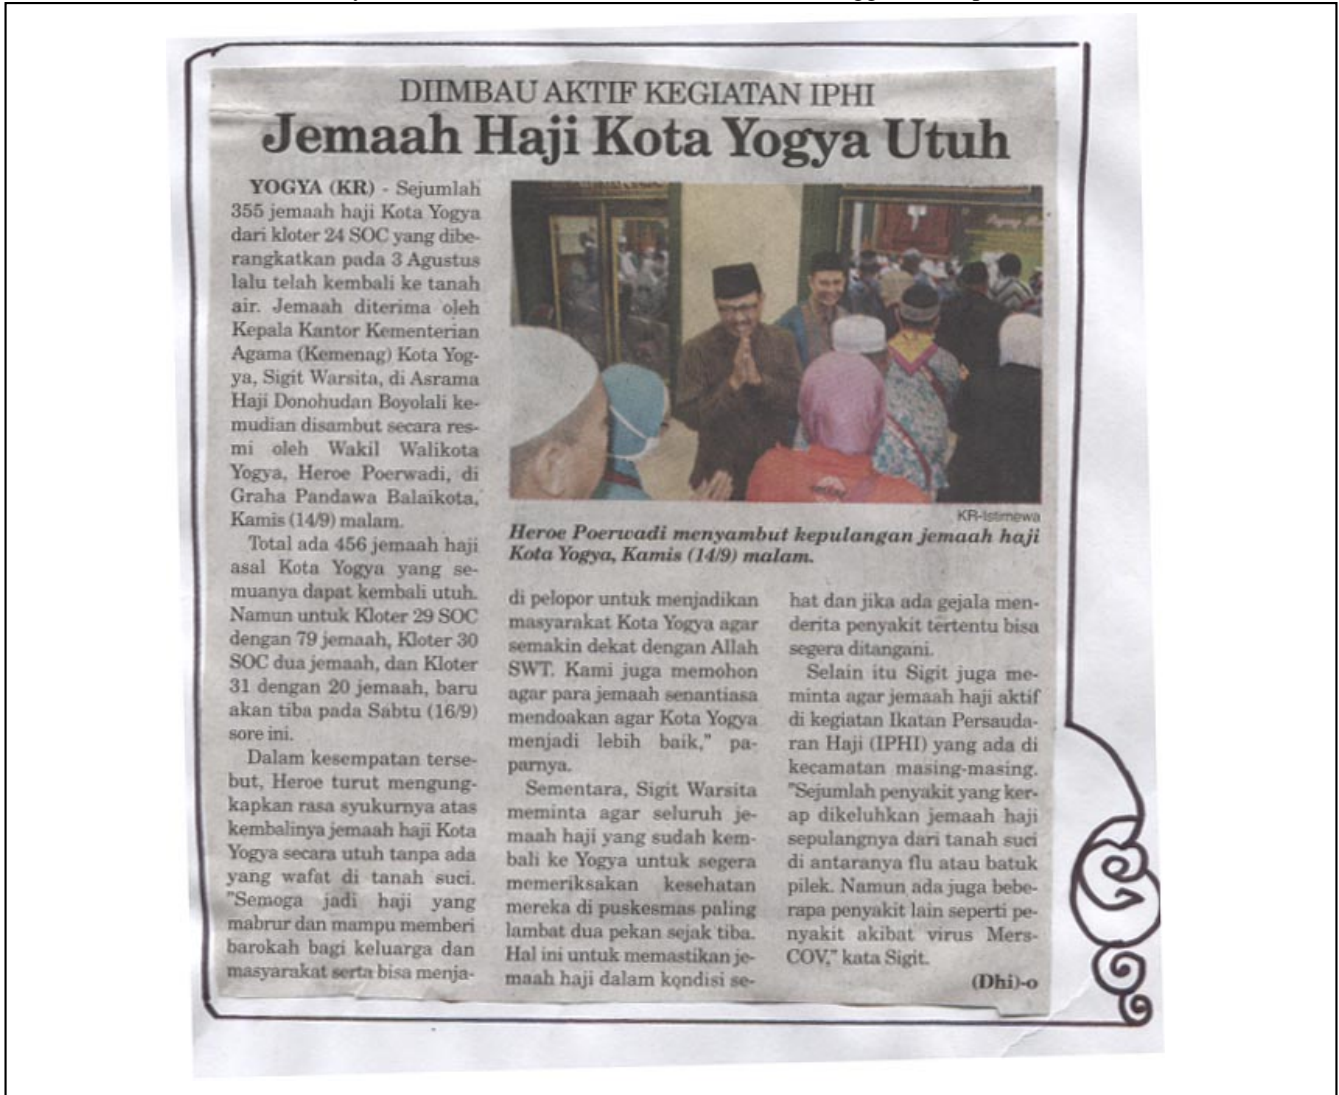 DIIMBAU AKTIF KEGIATAN IPHI
Jemaah Haji Kota Yogya Utuh
YOGYA (KR) - Sejumlah
355 jemaah haji Kota Yogya
dari kloter 24 SOC yang dibe-
rangkatkan pada 3 Agustus
lalu telah kembali ke tanah
air. Jemaah diterima oleh
Kepala Kantor Kementerian
Agama (Kemenag) Kota Yog-
ya, Sigit Warsita, di Asrama
Haji Donohudan Boyolali ke-
mudian disambut secara res-
mi oleh Wakil Walikota
Yogya, Heroe Poerwadi, di
Graha Pandawa Balaikota,
Kamis (14/9) malam.
Total ada 456 jemaah haji
asal Kota Yogya yang se-
muanya dapat kembali utuh.
Namun untuk Kloter 29 SOC
dengan 79 jemaah, Kloter 30
SOC dua jemaah, dan Kloter
31 dengan 20 jemaah, baru
akan tiba pada Sabtu (16/9)
sore ini.
Dalam kesempatan terse-
but, Heroe turut mengung-
kapkan rasa syukurnya atas
kembalinya jemaah haji Kota
Yogya secara utuh tanpa ada
yang wafat di tanah suci.
"Semoga jadi haji yang
mabrur dan mampu memberi
barokah bagi keluarga dan
masyarakat serta bisa menja-
KR-Istimewa
Heroe Poerwadi menyambut kepulangan jemaah haji
Kota Yogya, Kamis (14/9) malam.
di pelopor untuk menjadikan
masyarakat Kota Yogya agar
semakin dekat dengan Allah
SWT. Kami juga memohon
agar para jemaah senantiasa
mendoakan agar Kota Yogya
menjadi lebih baik," pa-
parnya.
Sementara, Sigit Warsita
meminta agar seluruh je-
maah haji yang sudah kem-
bali ke Yogya untuk segera
memeriksakan kesehatan
mereka di puskesmas paling
lambat dua pekan sejak tiba.
Hal ini untuk memastikan je-
maah haji dalam kondisi se-
hat dan jika ada gejala men-
derita penyakit tertentu bisa
segera ditangani.
Selain itu Sigit juga me-
minta agar jemaah haji aktif
di kegiatan Ikatan Persauda-
ran Haji (IPHI) yang ada di
kecamatan masing-masing.
"Sejumlah penyakit yang ker-
ap dikeluhkan jemaah haji
sepulangnya dari tanah suci
di antaranya flu atau batuk
pilek. Namun ada juga bebe-
rapa penyakit lain seperti pe-
nyakit akibat virus Mers-
COV," kata Sigit.
(Dhi)-o